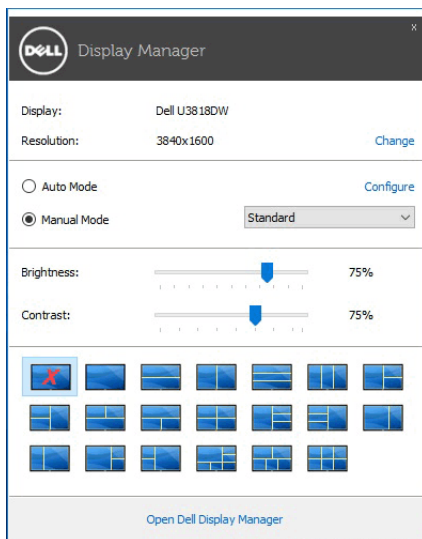 x
DELL Display Manager
Display: Dell U3818DW
Resolution: 3840x1600 Change
Auto Mode Configure
Manual Mode Standard
Brightness: 75%
Contrast: 75%
X
Open Dell Display Manager